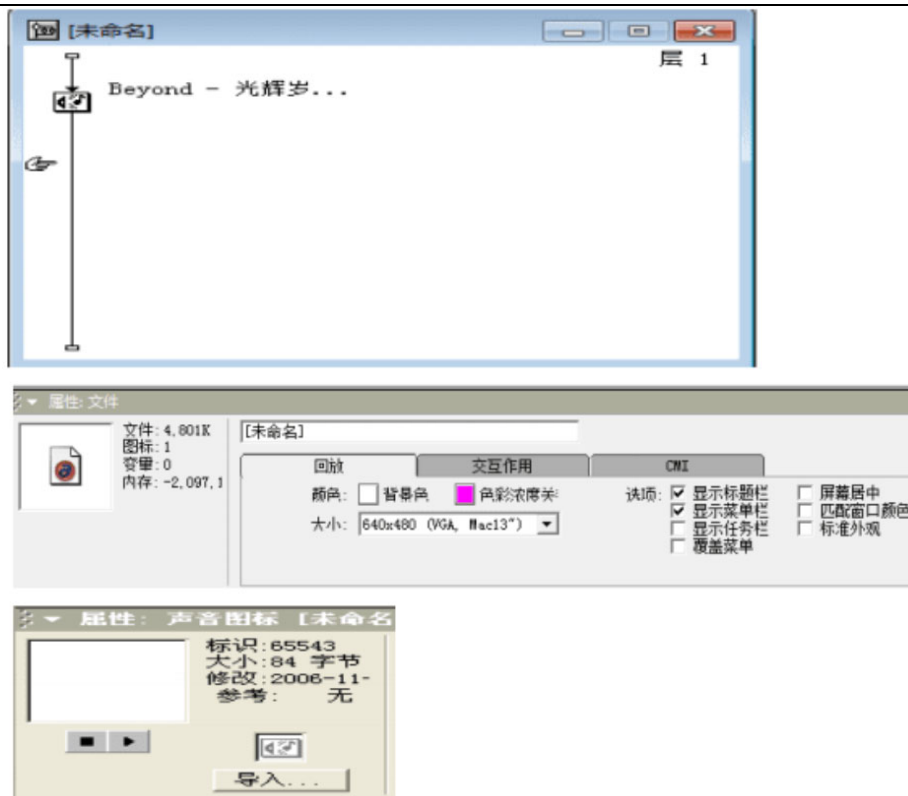 [未命名]
层 1
Beyond - 光辉岁...
属性: 文件
文件: 4,801K
图标: 1
变量: 0
内存: -2,097,1
[未命名]
回放
交互作用
CMI
颜色: 背景色 色彩浓度关
选项: 显示标题栏 屏幕居中
显示菜单栏 匹配窗口颜色
大小: 640x480 (VGA, Mac13")
显示任务栏 标准外观
覆盖菜单
属性: 声音图标 [未命名
标识:65543
大小:84 字节
修改:2006-11-
参考: 无
导入...